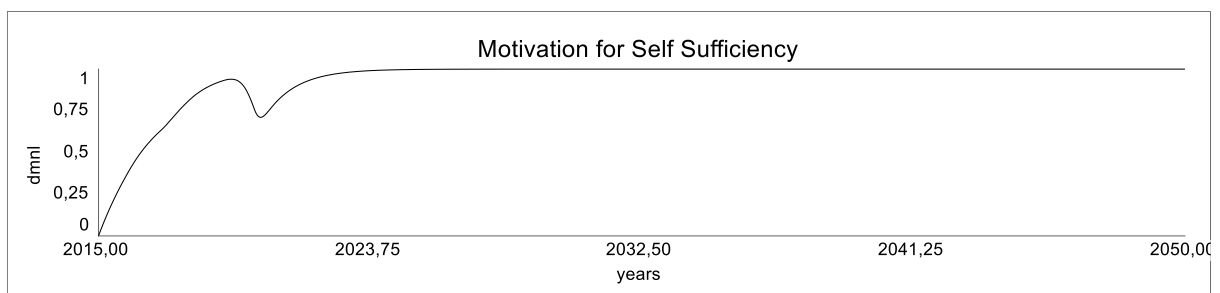 Motivation for Self Sufficiency
1
0,75
0,5
0,25
0
dmnl
2015,00 2023,75 2032,50 2041,25 2050,00
years